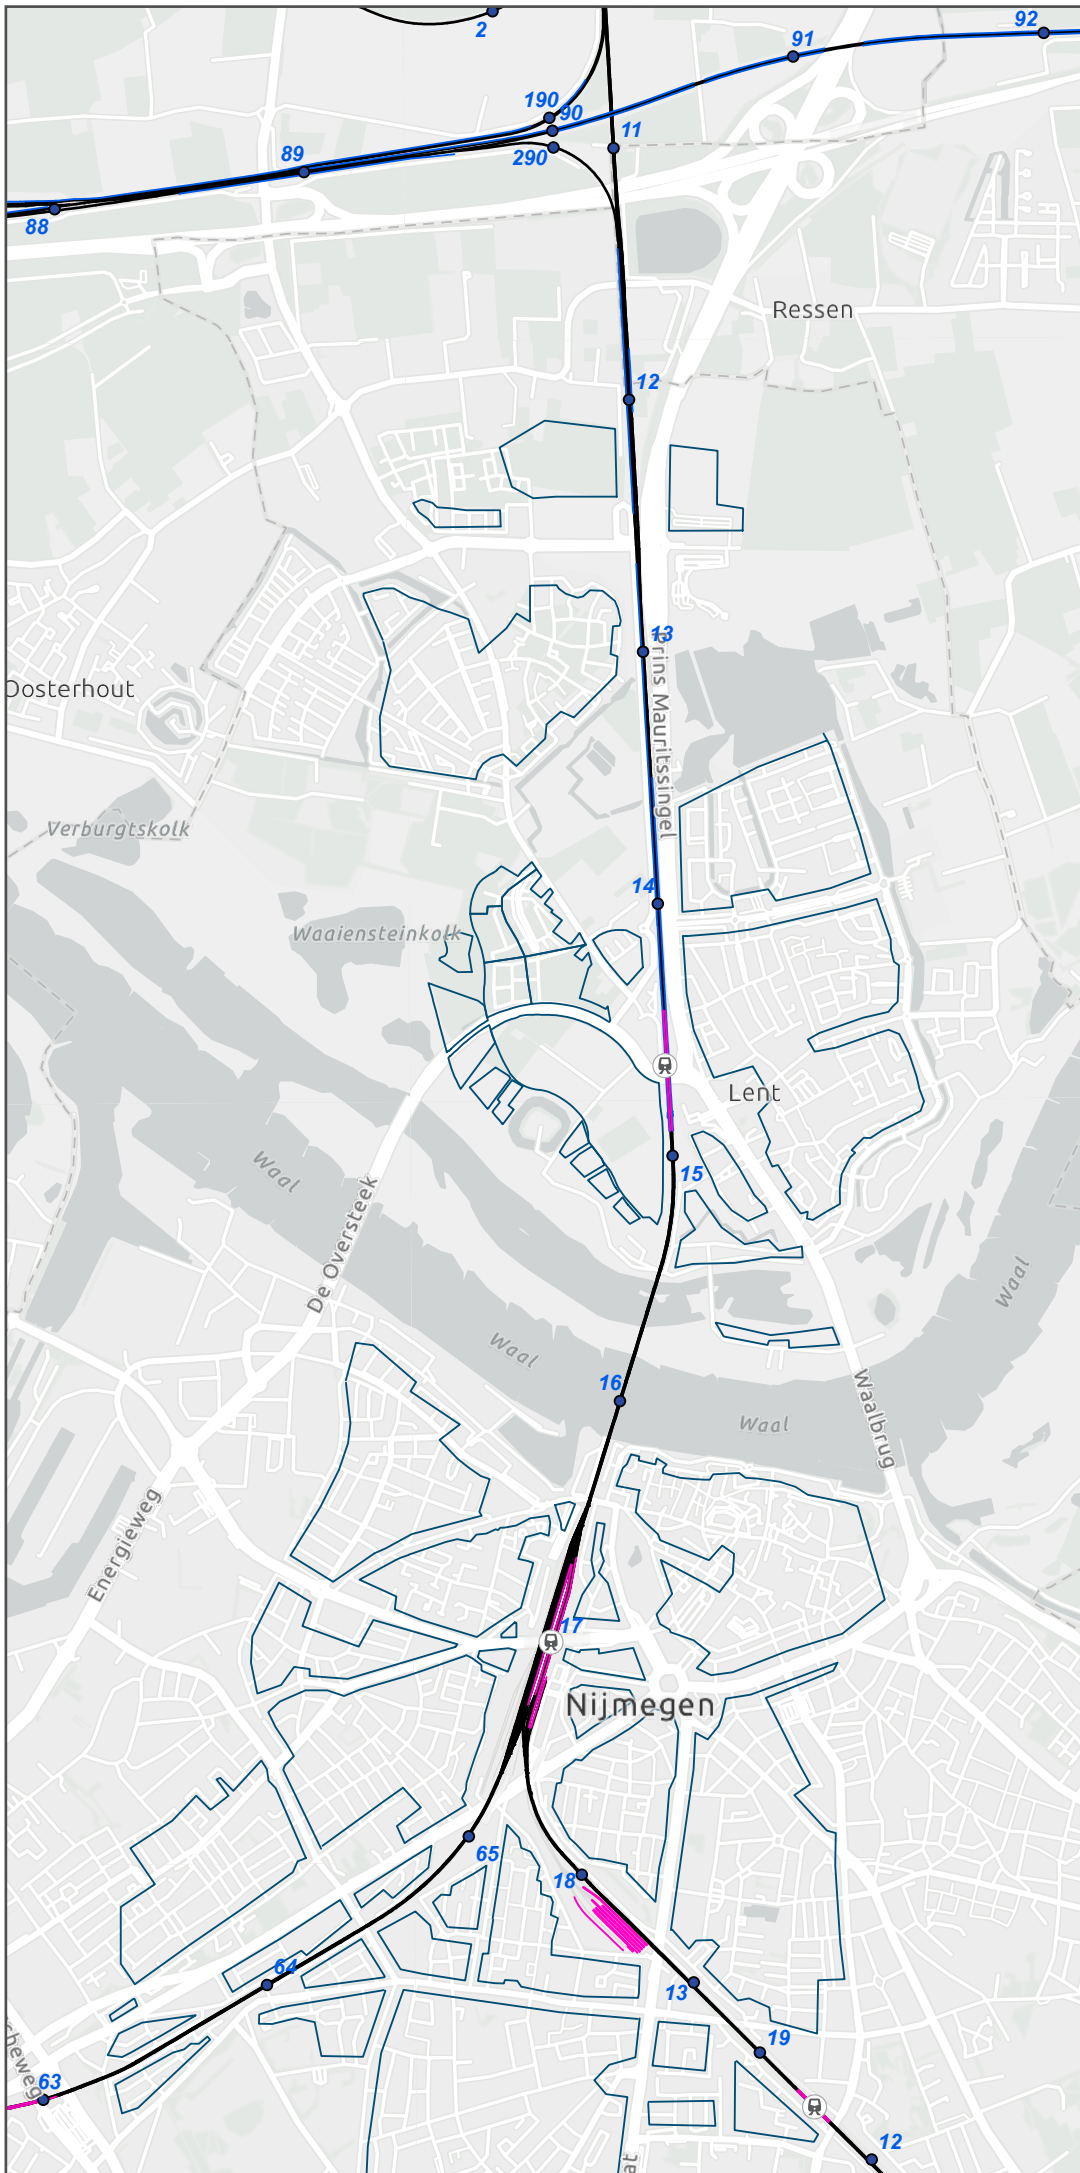 92
2
91
190
90
11
89
290
88
Ressen
12
13
Prins Mauritssingel
Oosterhout
Verburgtskolk
14
Waaiensteinkolk
Lent
15
Waal
De Oversteek
Waal
16
Waal
Waal
Waalbrug
Energieweg
17
Nijmegen
65
18
64
13
19
63
cheweg
12